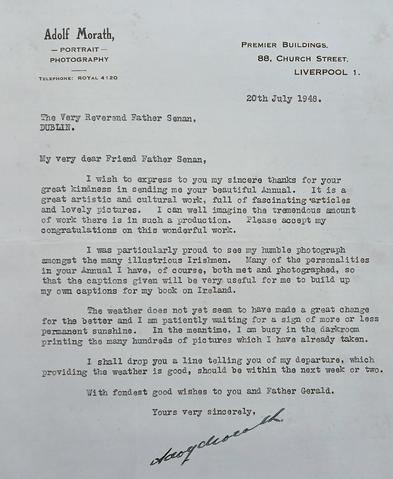 Adolf Morath,
— PORTRAIT —
PHOTOGRAPHY
TELEPHONE: ROYAL 4120
PREMIER BUILDINGS,
88, CHURCH STREET,
LIVERPOOL 1.
20th July 1948.
The Very Reverend Father Senan,
DUBLIN.
My very dear Friend Father Senan,
I wish to express to you my sincere thanks for your
great kindness in sending me your beautiful Annual. It is a
great artistic and cultural work, full of fascinating articles
and lovely pictures. I can well imagine the tremendous amount
of work there is in such a production. Please accept my
congratulations on this wonderful work.
I was particularly proud to see my humble photograph
amongst the many illustrious Irishmen. Many of the personalities
in your Annual I have, of course, both met and photographed, so
that the captions given will be very useful for me to build up
my own captions for my book on Ireland.
The weather does not yet seem to have made a great change
for the better and I am patiently waiting for a sign of more or less
permanent sunshine. In the meantime, I am busy in the darkroom
printing the many hundreds of pictures which I have already taken.
I shall drop you a line telling you of my departure, which
providing the weather is good, should be within the next week or two.
With fondest good wishes to you and Father Gerald.
Yours very sincerely,